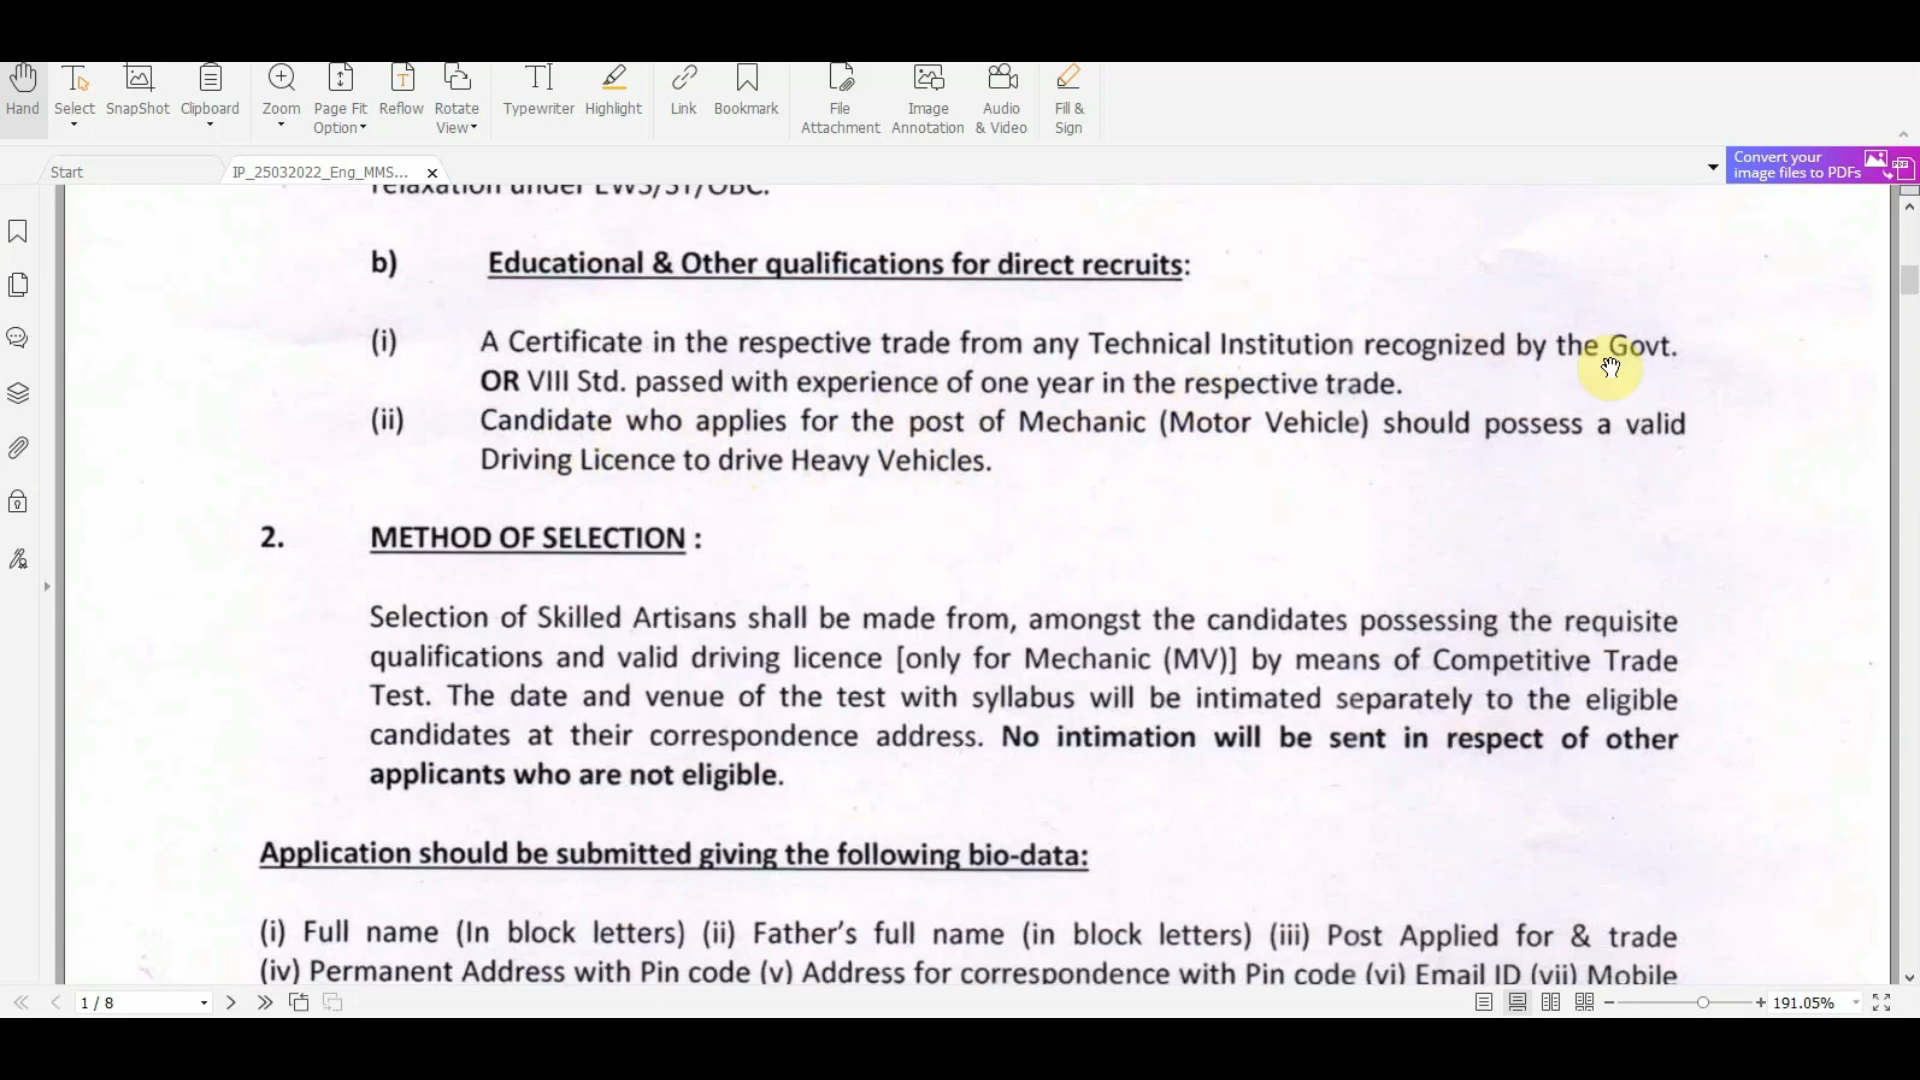 Hand
Select
SnapShot
Clipboard
Zoom
Page Fit
Option
Reflow
Rotate
View
Typewriter
Highlight
Link
Bookmark
File
Attachment
Image
Annotation
Audio
& Video
Fill &
Sign
Start
IP_25032022_Eng_MMS...
Convert your
image files to PDFs
relaxation under EWS/ST/OBC.
b) Educational & Other qualifications for direct recruits:
(i) A Certificate in the respective trade from any Technical Institution recognized by the Govt.
OR VIII Std. passed with experience of one year in the respective trade.
(ii) Candidate who applies for the post of Mechanic (Motor Vehicle) should possess a valid
Driving Licence to drive Heavy Vehicles.
2. METHOD OF SELECTION :
Selection of Skilled Artisans shall be made from, amongst the candidates possessing the requisite
qualifications and valid driving licence [only for Mechanic (MV)] by means of Competitive Trade
Test. The date and venue of the test with syllabus will be intimated separately to the eligible
candidates at their correspondence address. No intimation will be sent in respect of other
applicants who are not eligible.
Application should be submitted giving the following bio-data:
(i) Full name (In block letters) (ii) Father's full name (in block letters) (iii) Post Applied for & trade
(iv) Permanent Address with Pin code (v) Address for correspondence with Pin code (vi) Email ID (vii) Mobile
1 / 8
191.05%